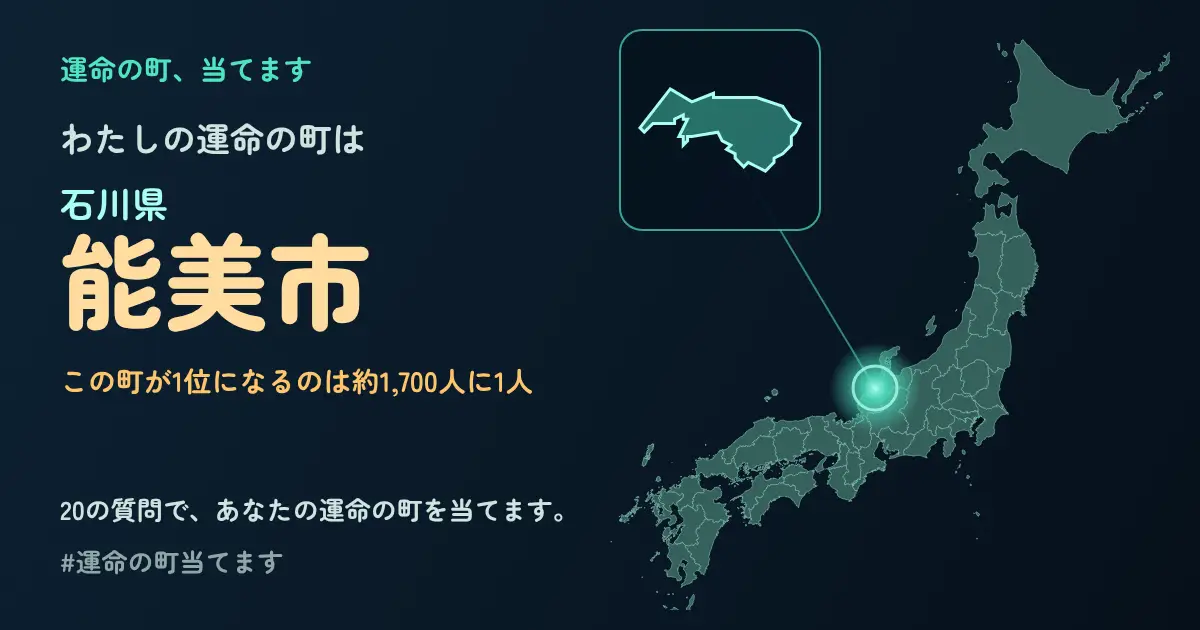 運命の町、当てます
わたしの運命の町は
石川県
能美市
この町が1位になるのは約1,700人に1人
20の質問で、あなたの運命の町を当てます。
#運命の町当てます